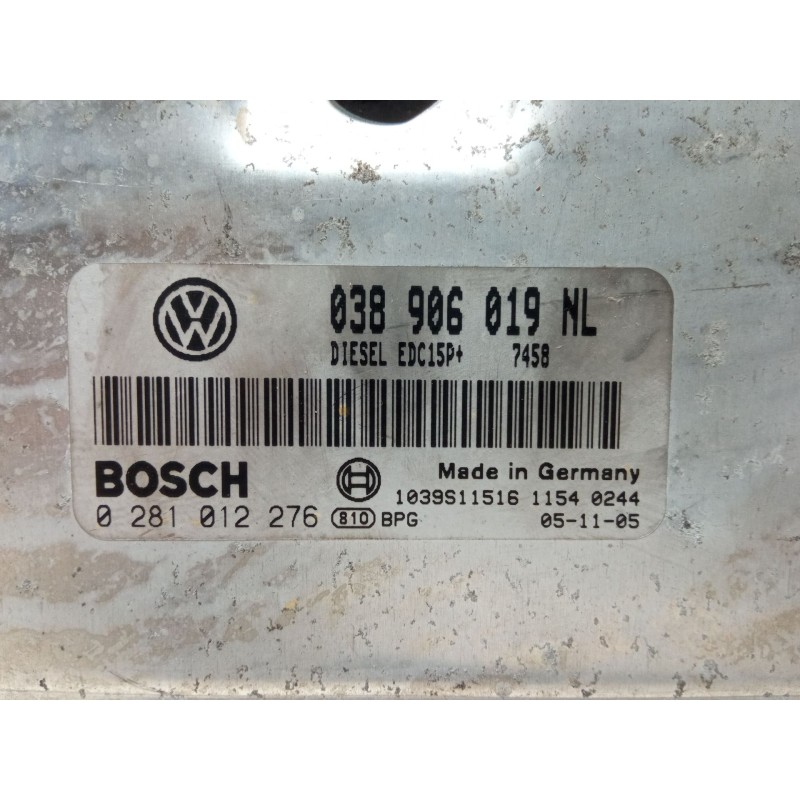 038 906 019 NL
DIESEL EDC15P+ 7458
BOSCH
Made in Germany
1039S11516 1154 0244
0 281 012 276 810 BPG 05-11-05